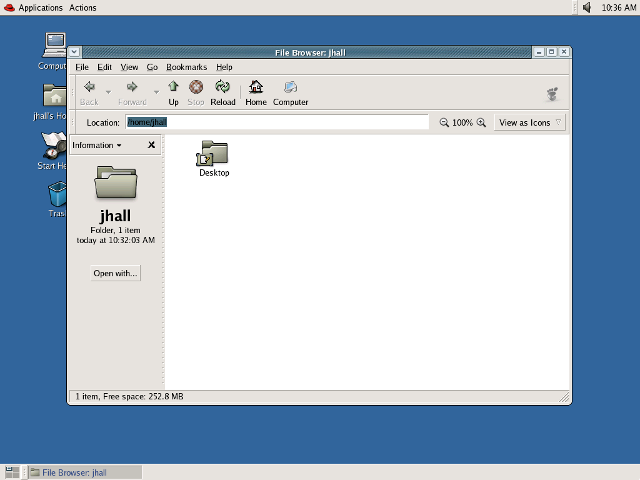 Applications Actions 10:36 AM
Comput
jhall's Ho
Start He
Tras
File Browser: jhall
File Edit View Go Bookmarks Help
Back Forward Up Stop Reload Home Computer
Location: /home/jhall 100% View as Icons
Information
jhall
Folder, 1 item
today at 10:32:03 AM
Open with...
Desktop
1 item, Free space: 252.8 MB
File Browser: jhall